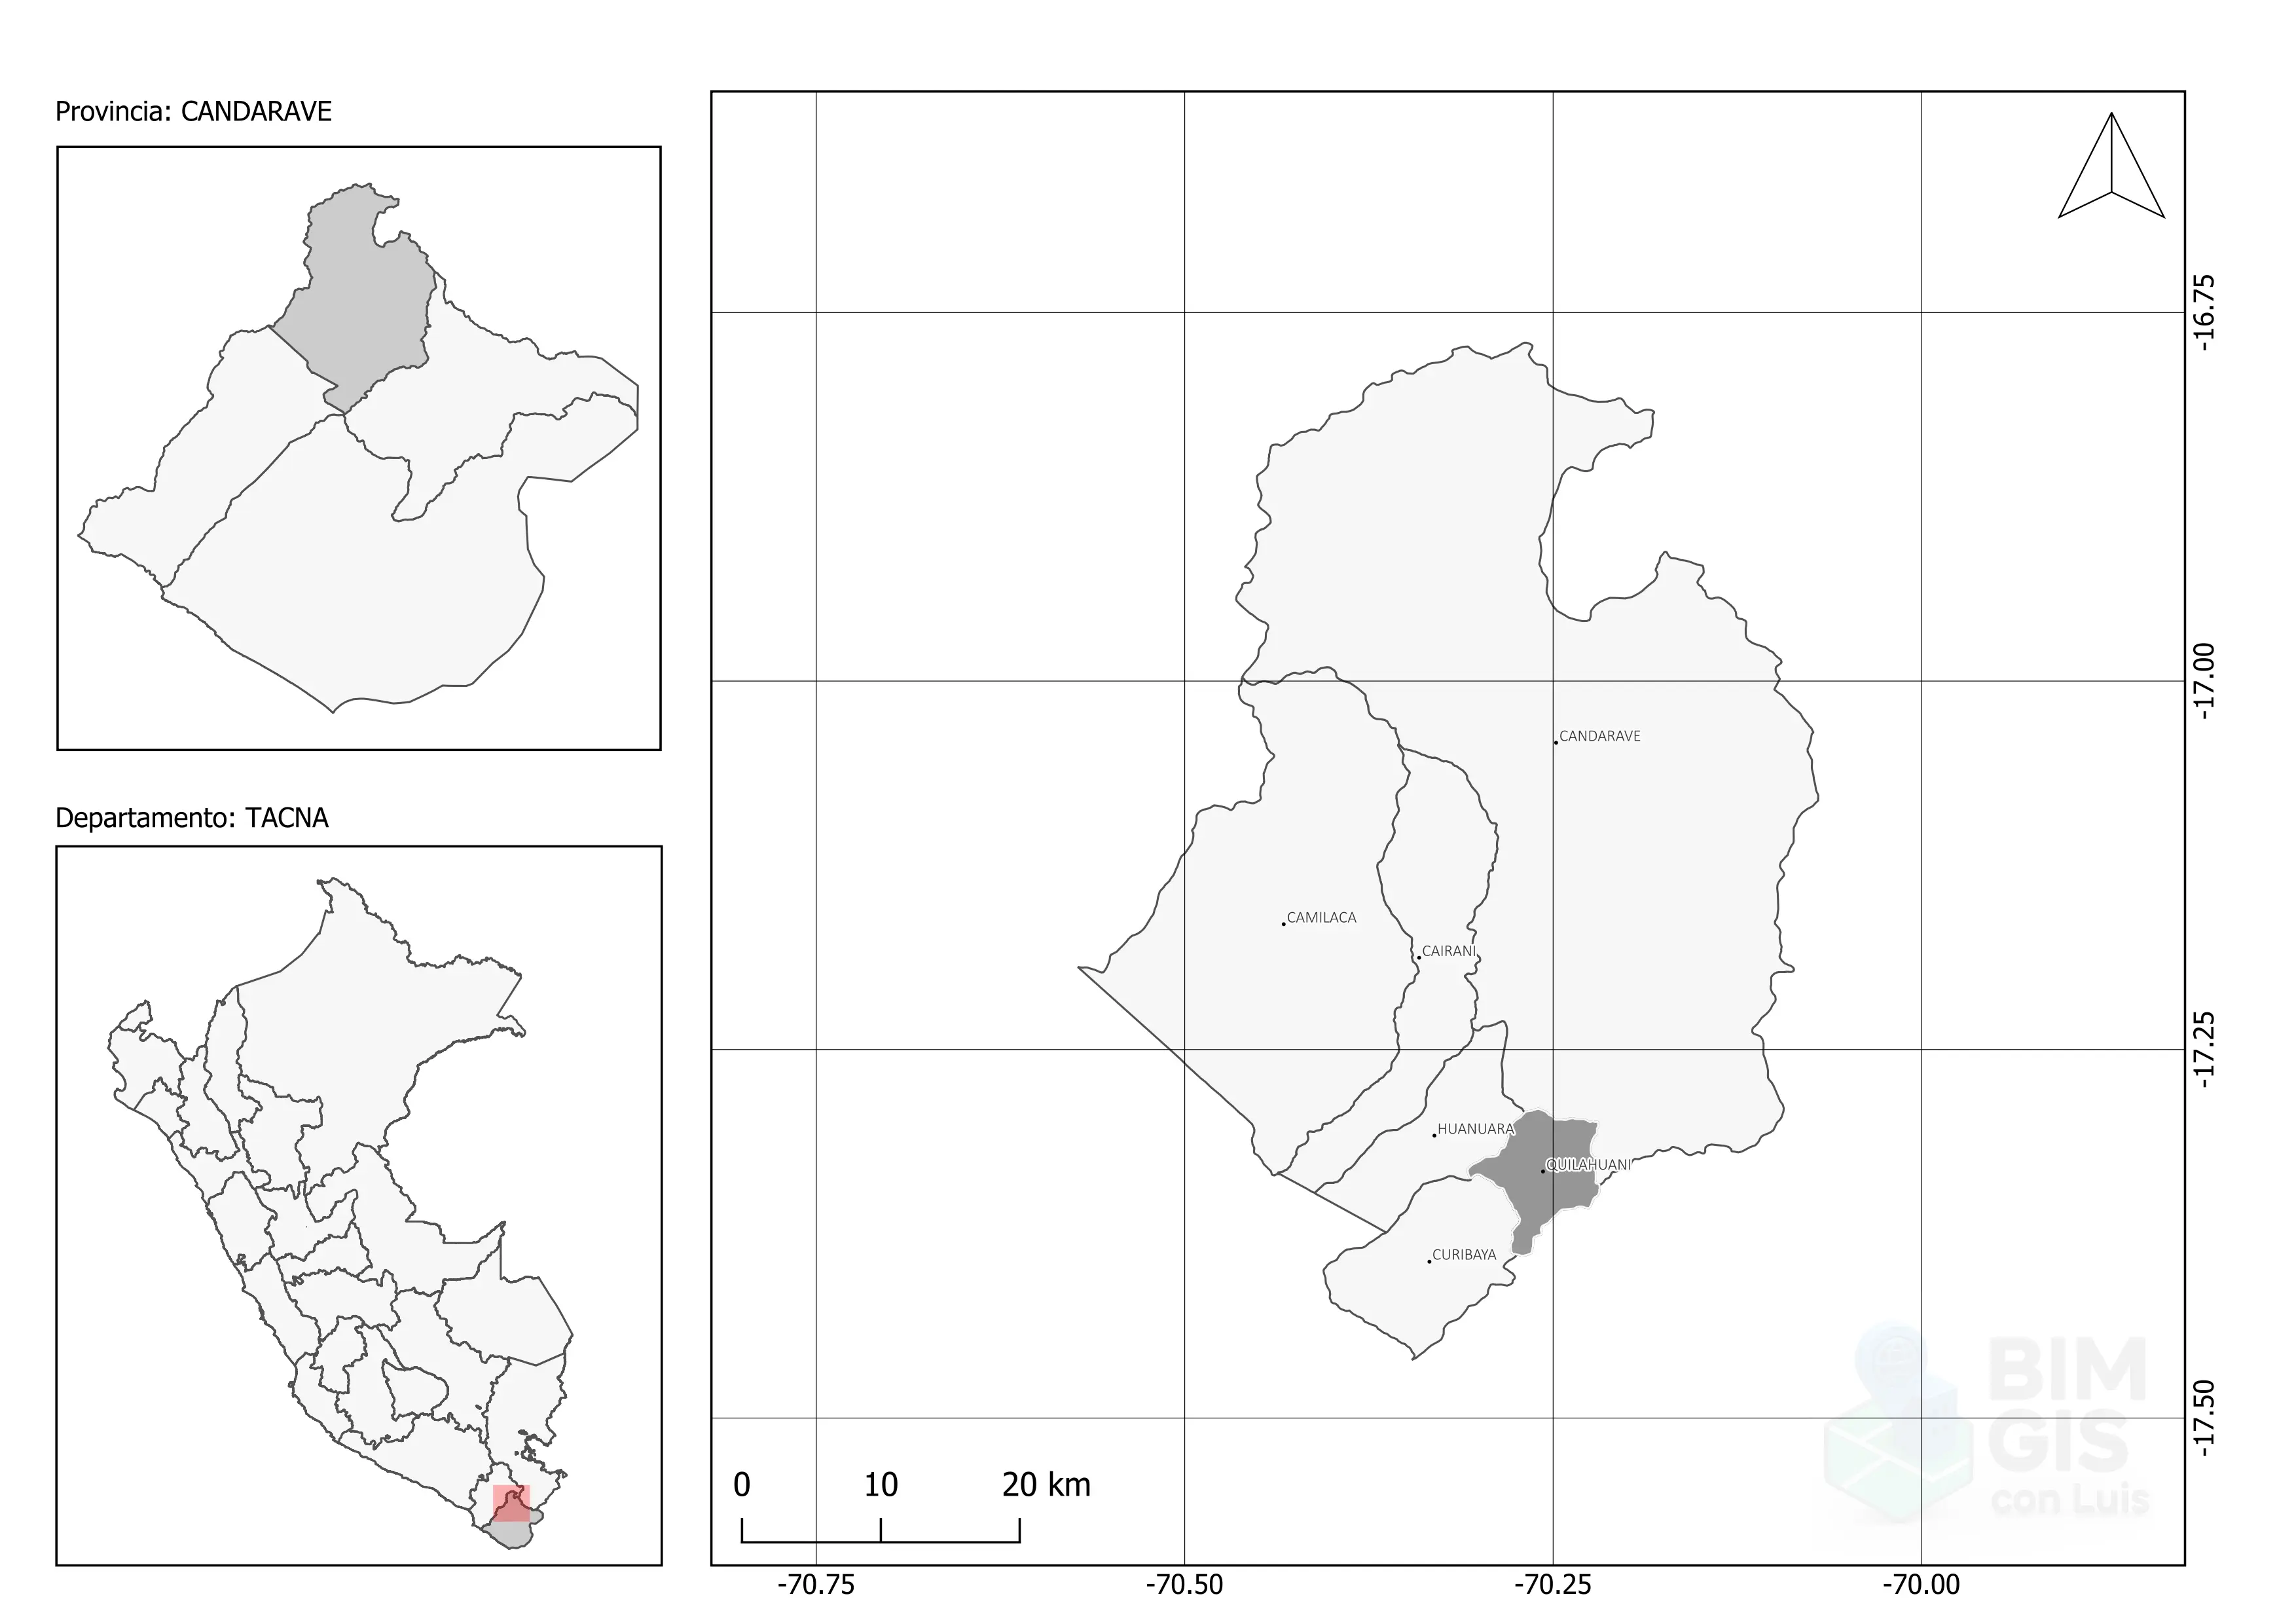 Provincia: CANDARAVE
Departamento: TACNA
CANDARAVE
CAMILACA
CAIRANI
HUANUARA
QUILAHUANI
CURIBAYA
-16.75
-17.00
-17.25
-17.50
0 10 20 km
-70.75 -70.50 -70.25 -70.00
BIM
GIS
con Luis